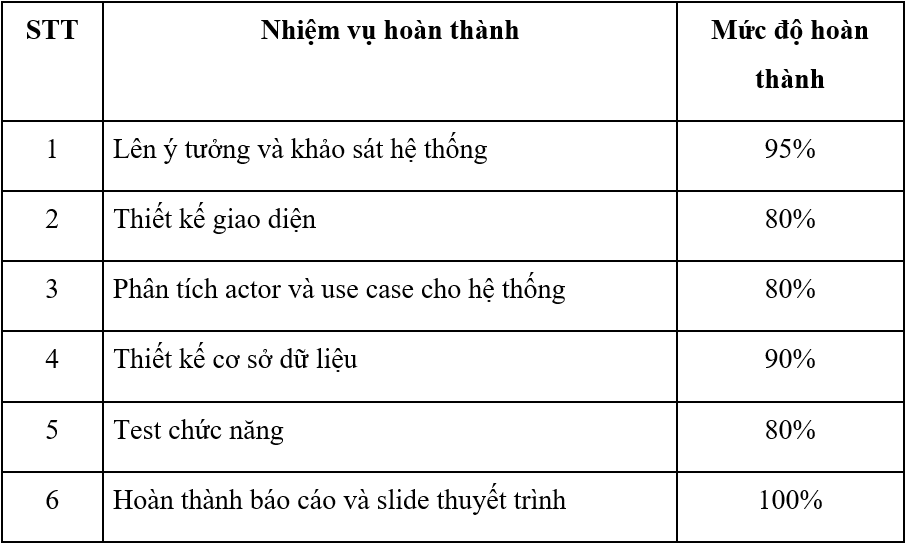 STT Nhiệm vụ hoàn thành Mức độ hoàn
thành
1 Lên ý tưởng và khảo sát hệ thống 95%
2 Thiết kế giao diện 80%
3 Phân tích actor và use case cho hệ thống 80%
4 Thiết kế cơ sở dữ liệu 90%
5 Test chức năng 80%
6 Hoàn thành báo cáo và slide thuyết trình 100%